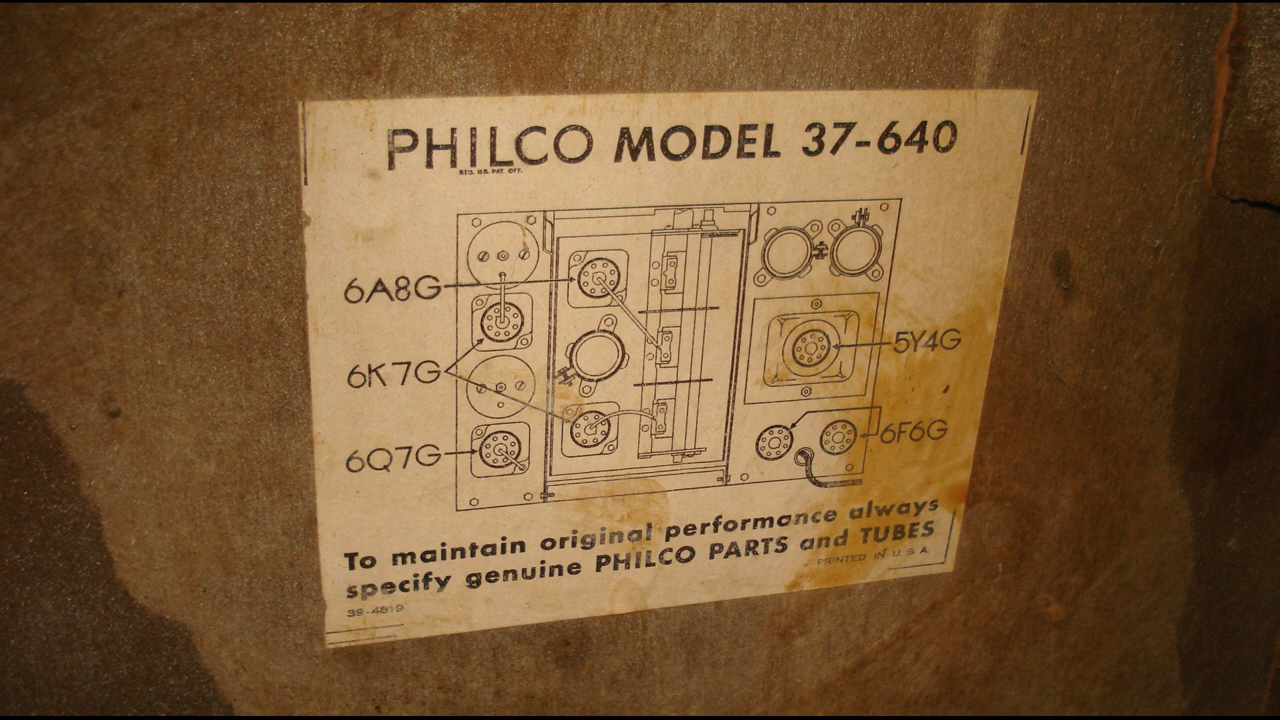 PHILCO MODEL 37-640
REG. U.S. PAT. OFF.
6A8G
6K7G
5Y4G
6Q7G
6F6G
To maintain original performance always
specify genuine PHILCO PARTS and TUBES
PRINTED IN U.S.A.
39-4819